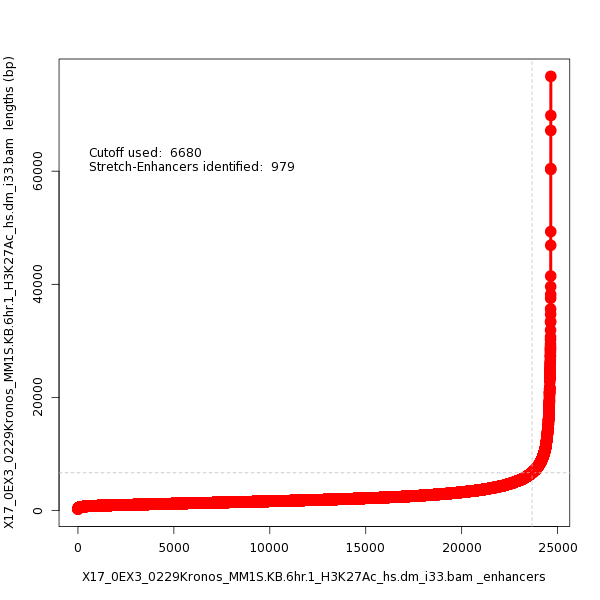 Cutoff used:  6680
Stretch-Enhancers identified:  979
X17_0EX3_0229Kronos_MM1S.KB.6hr.1_H3K27Ac_hs.dm_i33.bam  lengths (bp)
60000
40000
20000
0
0 5000 10000 15000 20000 25000
X17_0EX3_0229Kronos_MM1S.KB.6hr.1_H3K27Ac_hs.dm_i33.bam _enhancers